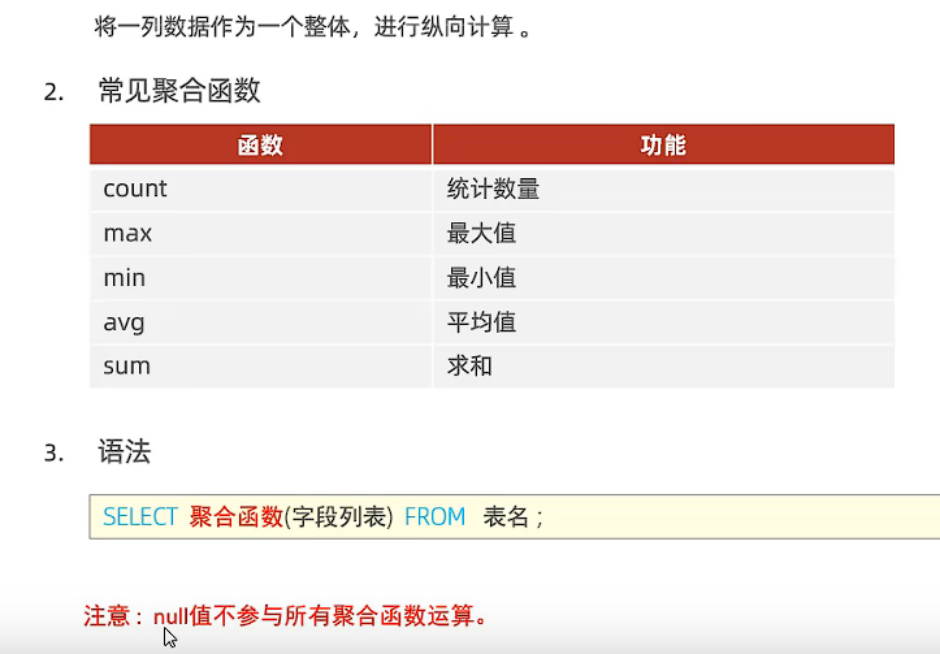 将一列数据作为一个整体，进行纵向计算 。
2. 常见聚合函数
函数 功能
count 统计数量
max 最大值
min 最小值
avg 平均值
sum 求和
3. 语法
SELECT 聚合函数(字段列表) FROM 表名 ;
注意 : null值不参与所有聚合函数运算。